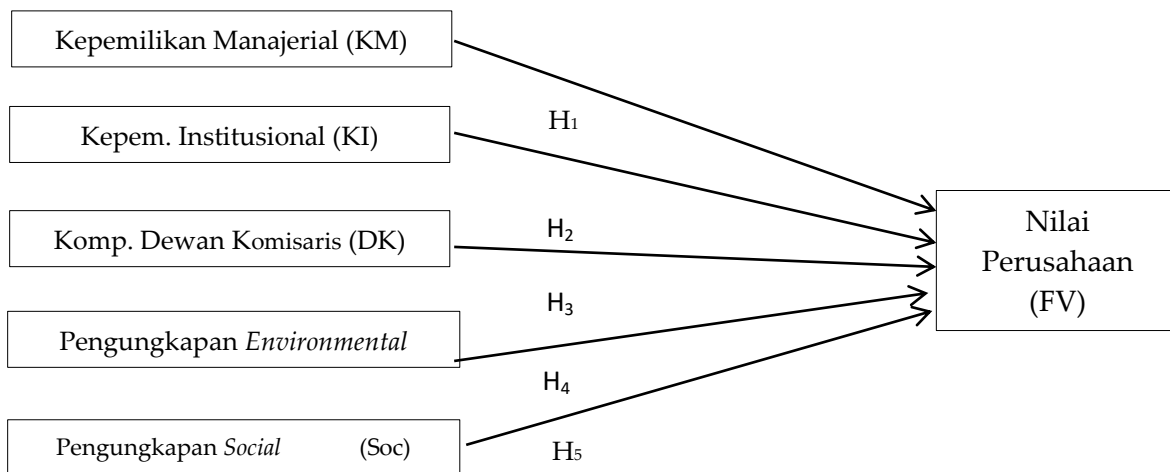 Kepemilikan Manajerial (KM)
H1
Kepem. Institusional (KI)
Nilai
Perusahaan
(FV)
Komp. Dewan Komisaris (DK)
H2
H3
Pengungkapan Environmental
H4
Pengungkapan Social (Soc)
H5